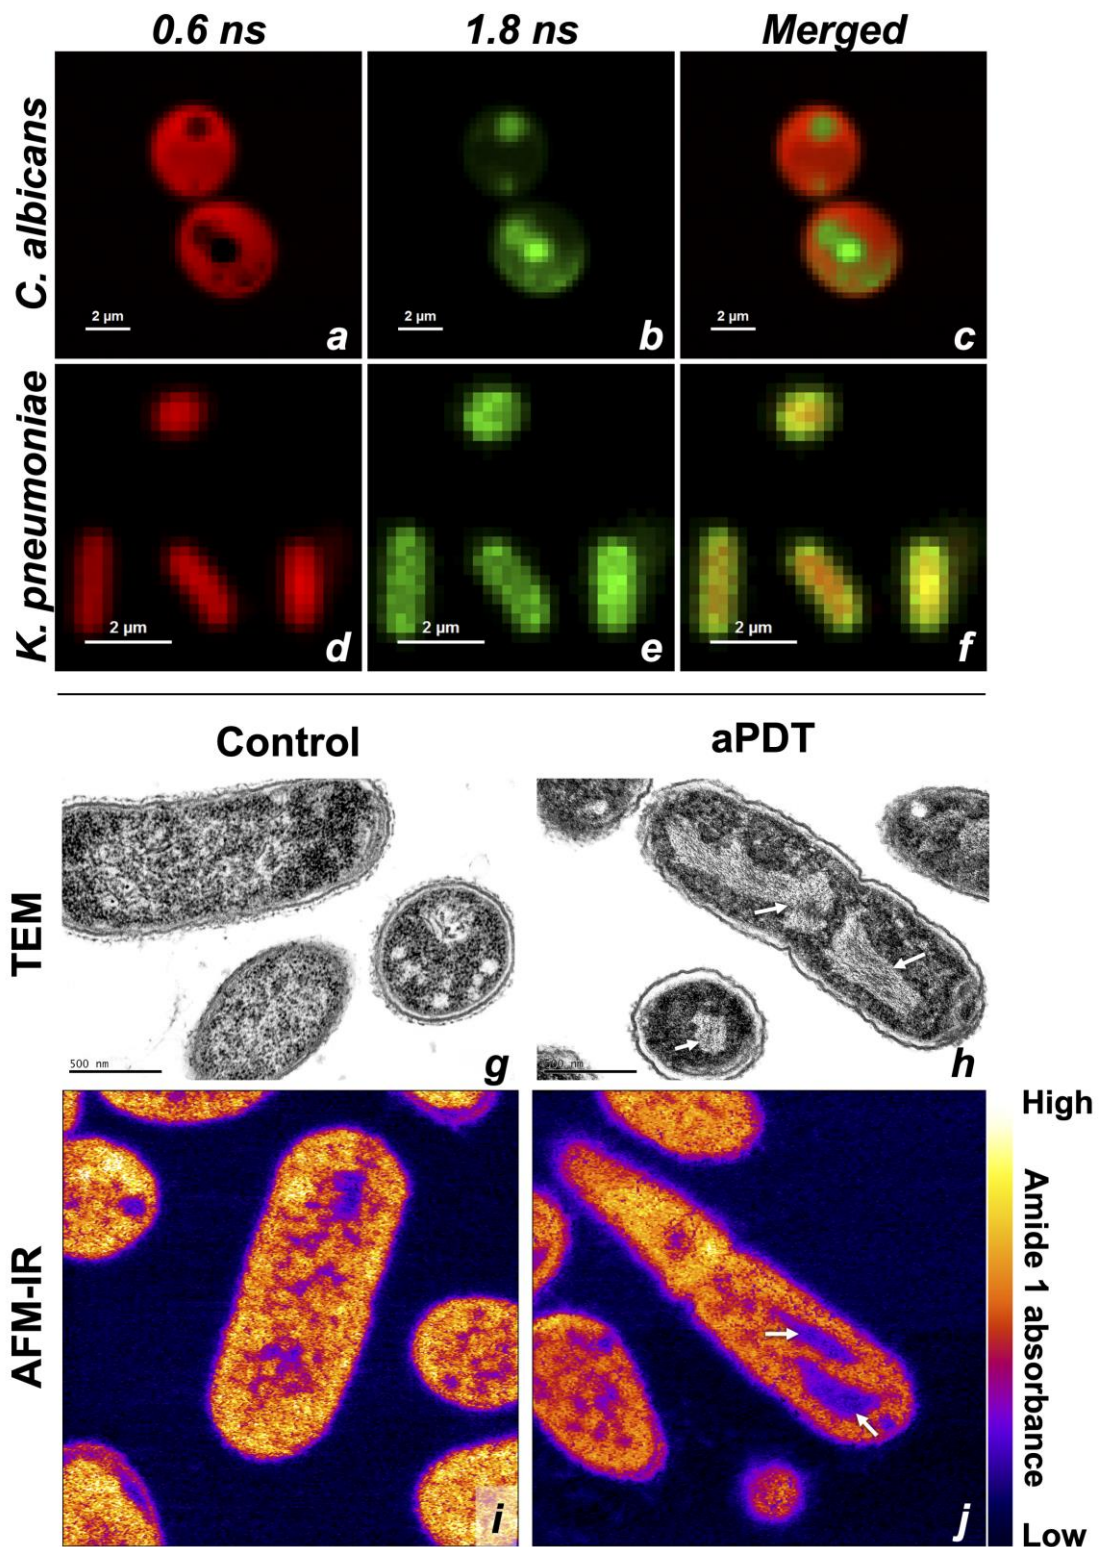 0.6 ns 1.8 ns Merged
C. albicans
2 µm a 2 µm b 2 µm c
K. pneumoniae
2 µm d 2 µm e 2 µm f
Control aPDT
TEM
500 nm g h
AFM-IR
i j
High
Amide 1 absorbance
Low